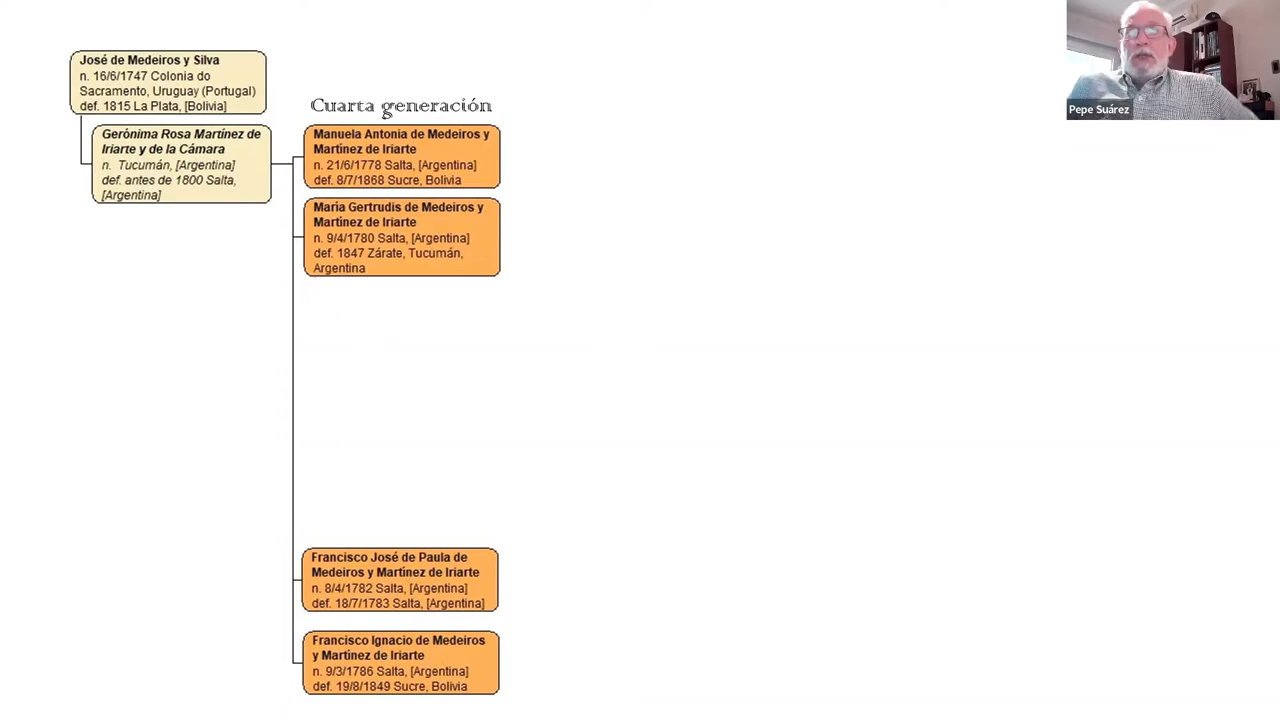 José de Medeiros y Silva
n. 16/6/1747 Colonia do
Sacramento, Uruguay (Portugal)
def. 1815 La Plata, [Bolivia]
Gerónima Rosa Martínez de
Iriarte y de la Cámara
n. Tucumán, [Argentina]
def. antes de 1800 Salta,
[Argentina]
Cuarta generación
Manuela Antonia de Medeiros y
Martínez de Iriarte
n. 21/6/1778 Salta, [Argentina]
def. 8/7/1868 Sucre, Bolivia
María Gertrudis de Medeiros y
Martínez de Iriarte
n. 9/4/1780 Salta, [Argentina]
def. 1847 Zárate, Tucumán,
Argentina
Francisco José de Paula de
Medeiros y Martínez de Iriarte
n. 8/4/1782 Salta, [Argentina]
def. 18/7/1783 Salta, [Argentina]
Francisco Ignacio de Medeiros
y Martínez de Iriarte
n. 9/3/1786 Salta, [Argentina]
def. 19/8/1849 Sucre, Bolivia
Pepe Suárez